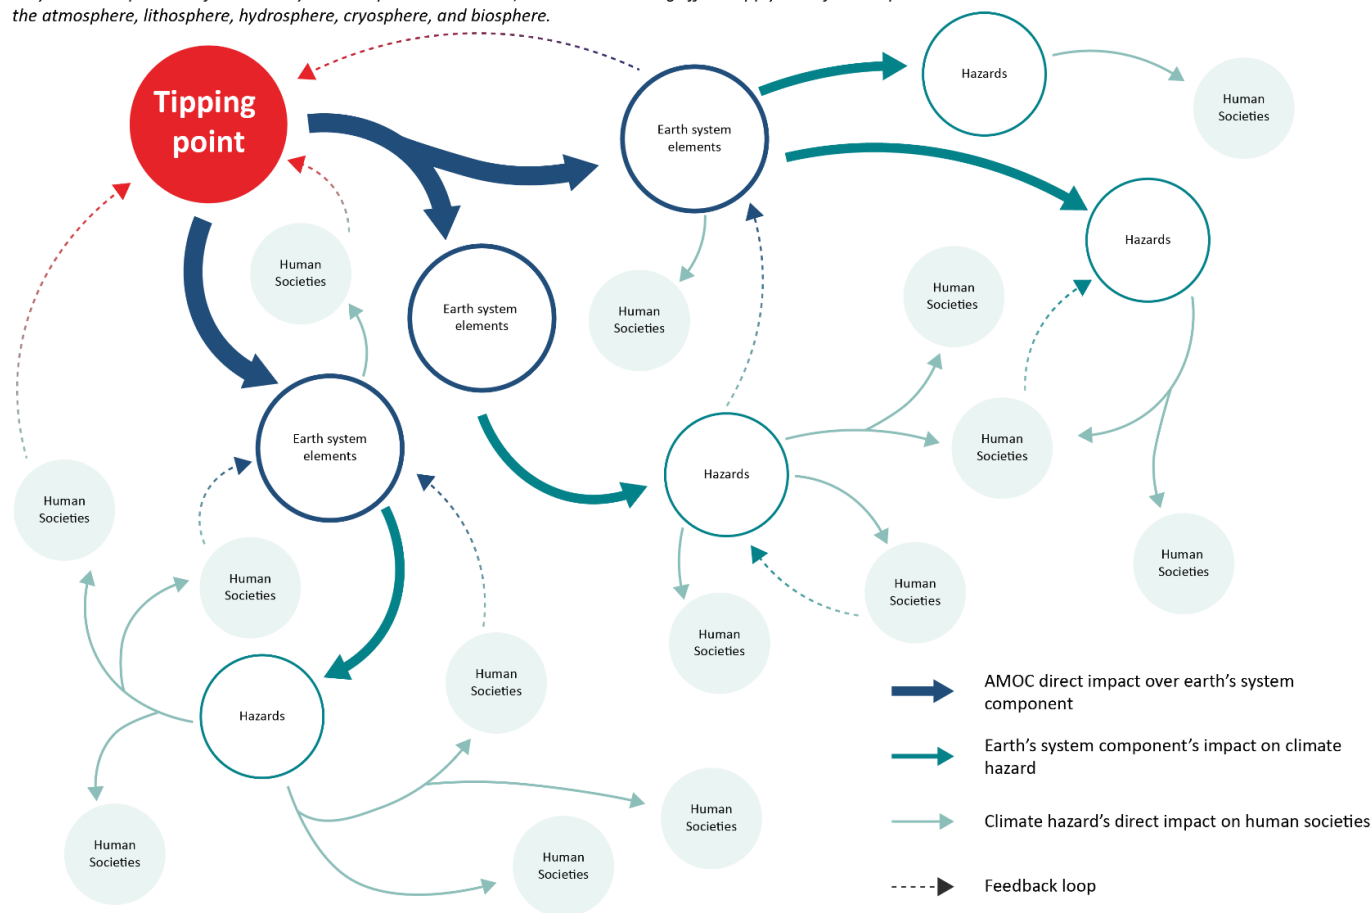 the atmosphere, lithosphere, hydrosphere, cryosphere, and biosphere.
Tipping
point
Earth system
elements
Hazards
Human
Societies
Hazards
Human
Societies
Earth system
elements
Human
Societies
Human
Societies
Earth system
elements
Hazards
Human
Societies
Human
Societies
Human
Societies
Human
Societies
Human
Societies
Human
Societies
Human
Societies
Hazards
Human
Societies
Human
Societies
Human
Societies
Human
Societies
AMOC direct impact over earth’s system
component
Earth’s system component’s impact on climate
hazard
Climate hazard’s direct impact on human societies
Feedback loop